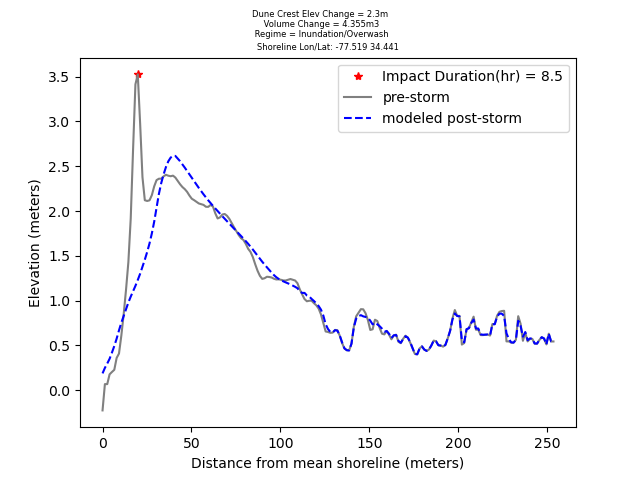 Dune Crest Elev Change = 2.3m
Volume Change = 4.355m3
Regime = Inundation/Overwash
Shoreline Lon/Lat: -77.519 34.441
Impact Duration(hr) = 8.5
pre-storm
modeled post-storm
3.5
3.0
2.5
2.0
1.5
1.0
0.5
0.0
Elevation (meters)
0 50 100 150 200 250
Distance from mean shoreline (meters)